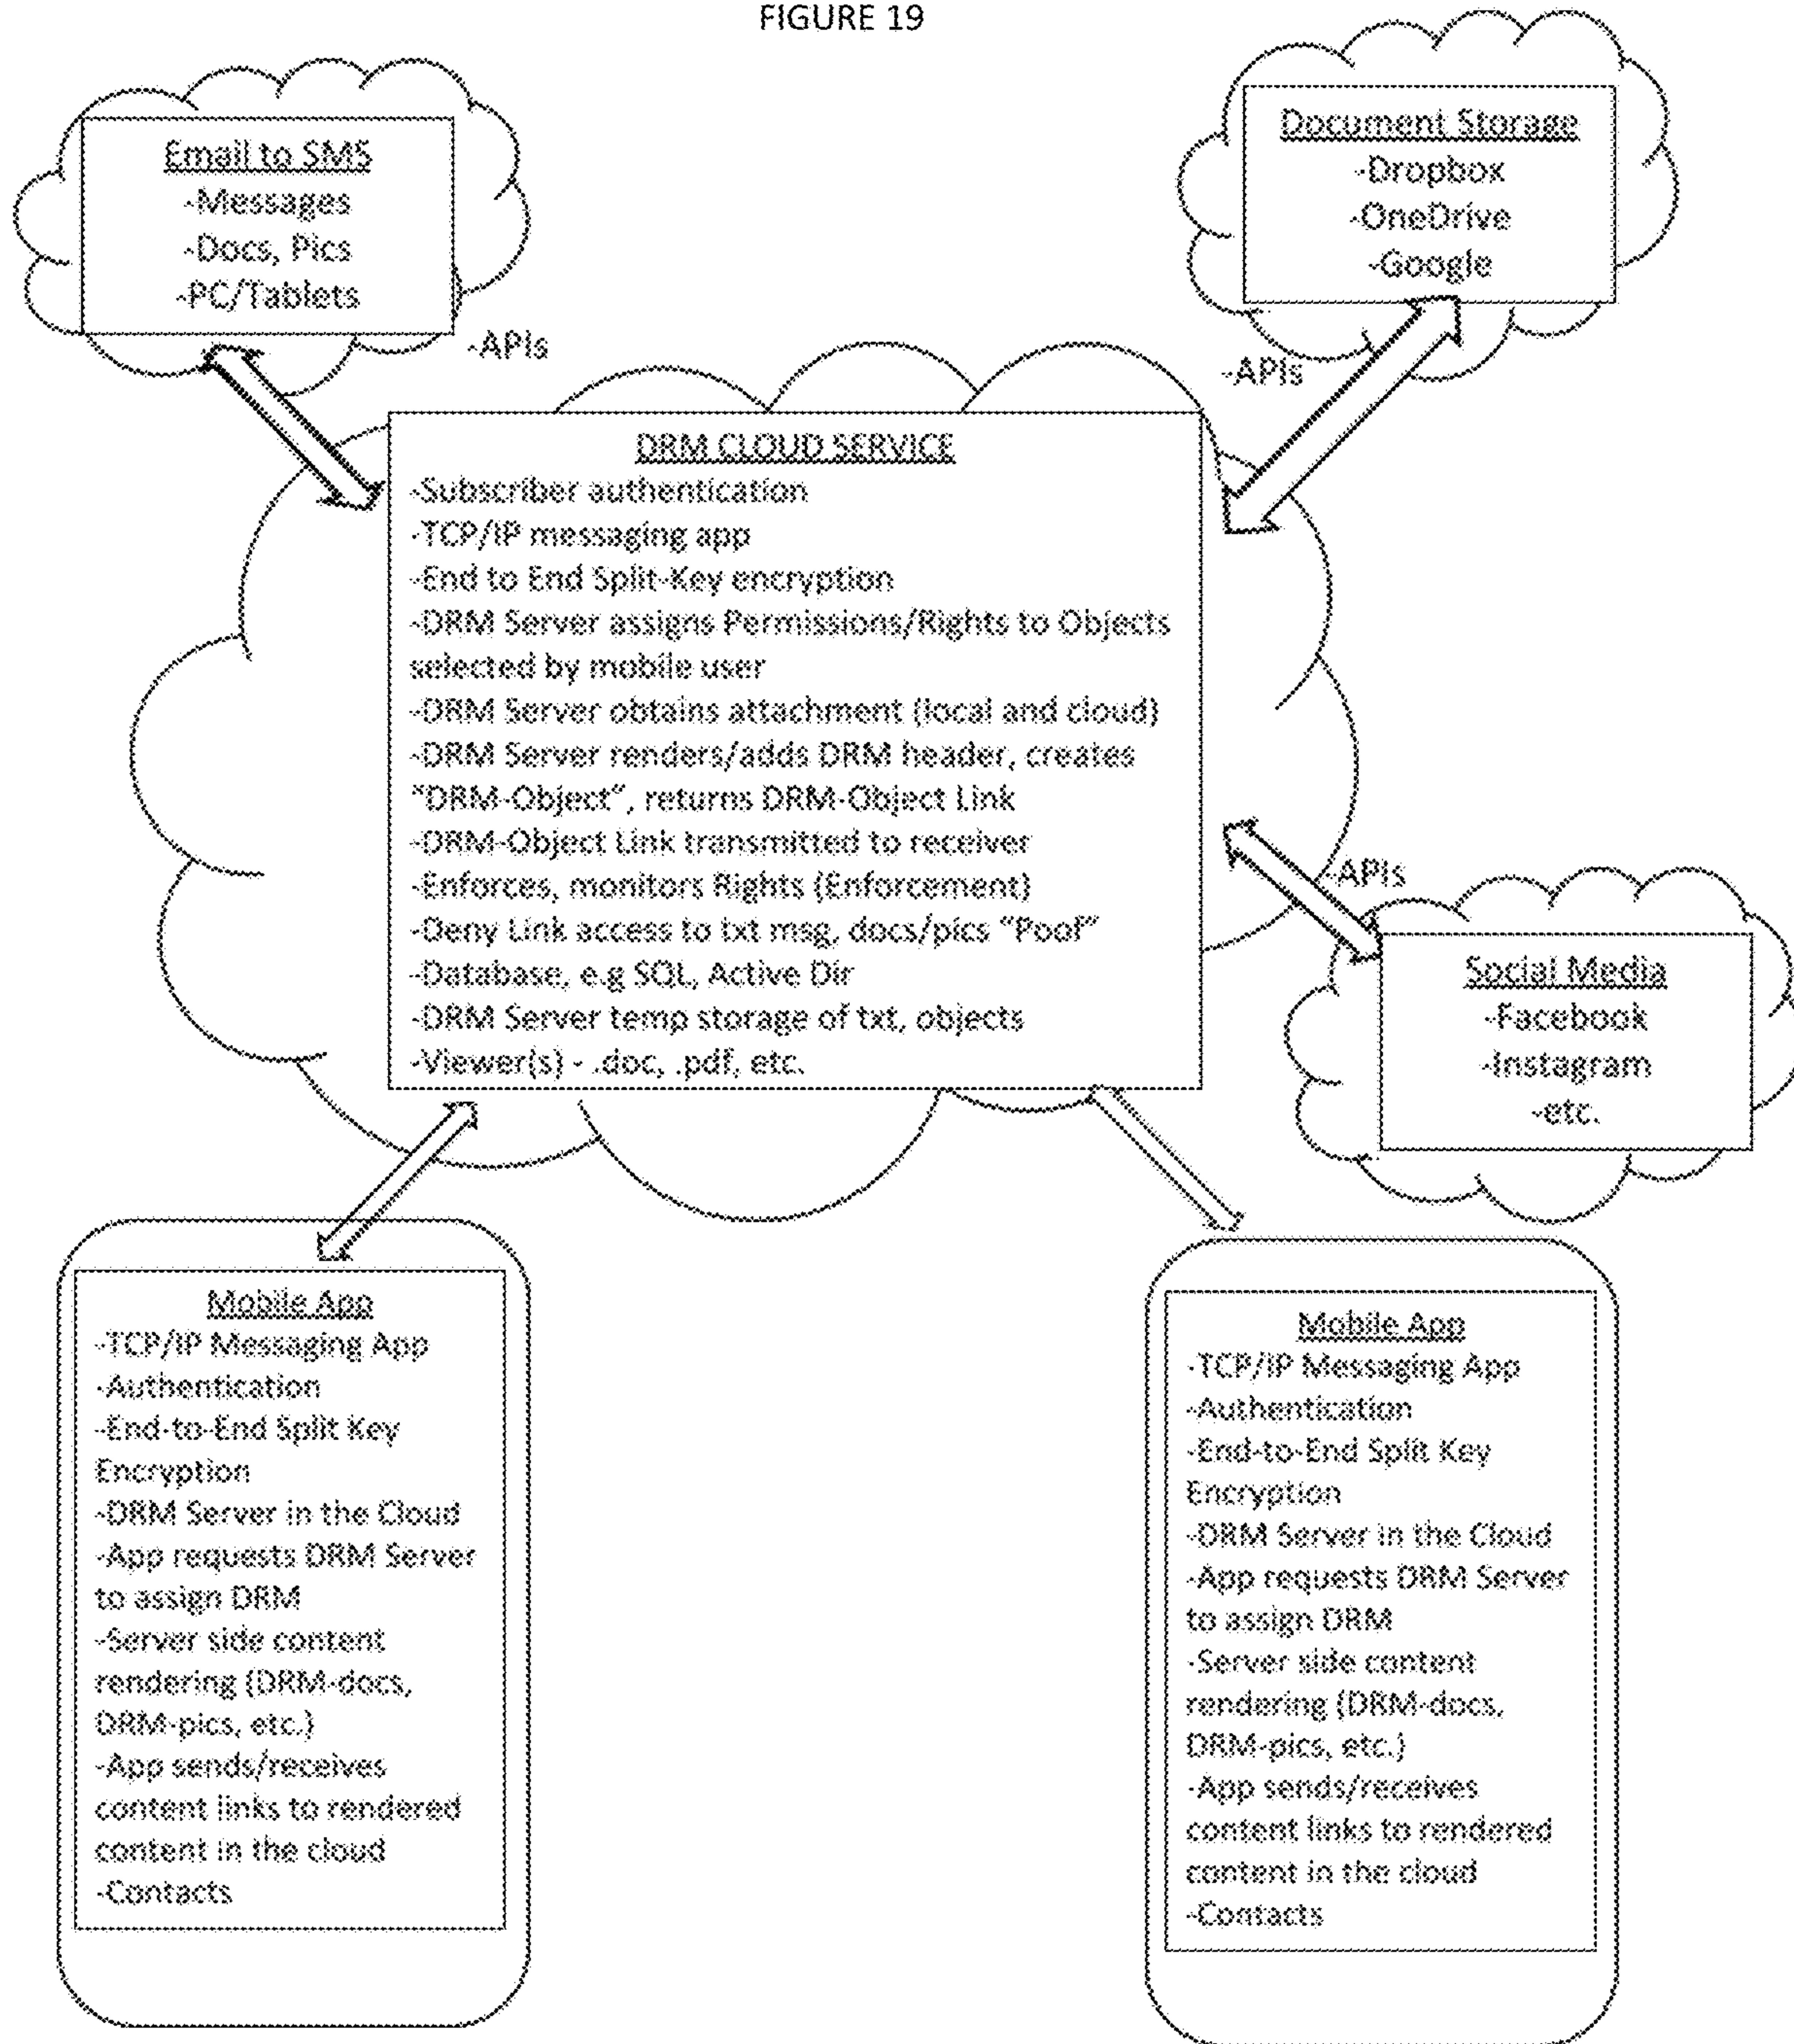 FIGURE 19
Email to SMS
-Messages
-Docs, Pics
-PC/Tablets
-APIs
Document Storage
-Dropbox
-OneDrive
-Google
-APIs
DRM CLOUD SERVICE
-Subscriber authentication
-TCP/IP messaging app
-End to End Split-Key encryption
-DRM Server assigns Permissions/Rights to Objects
selected by mobile user
-DRM Server obtains attachment (local and cloud)
-DRM Server renders/adds DRM header, creates
"DRM-Object", returns DRM-Object Link
-DRM-Object Link transmitted to receiver
-Enforces, monitors Rights (Enforcement)
-Deny Link access to txt msg, docs/pics "Poof"
-Database, e.g SQL, Active Dir
-DRM Server temp storage of txt, objects
-Viewer(s) - .doc, .pdf, etc.
-APIs
Social Media
-Facebook
-Instagram
-etc.
Mobile App
-TCP/IP Messaging App
-Authentication
-End-to-End Split Key
Encryption
-DRM Server in the Cloud
-App requests DRM Server
to assign DRM
-Server side content
rendering (DRM-docs,
DRM-pics, etc.)
-App sends/receives
content links to rendered
content in the cloud
-Contacts
Mobile App
-TCP/IP Messaging App
-Authentication
-End-to-End Split Key
Encryption
-DRM Server in the Cloud
-App requests DRM Server
to assign DRM
-Server side content
rendering (DRM-docs,
DRM-pics, etc.)
-App sends/receives
content links to rendered
content in the cloud
-Contacts